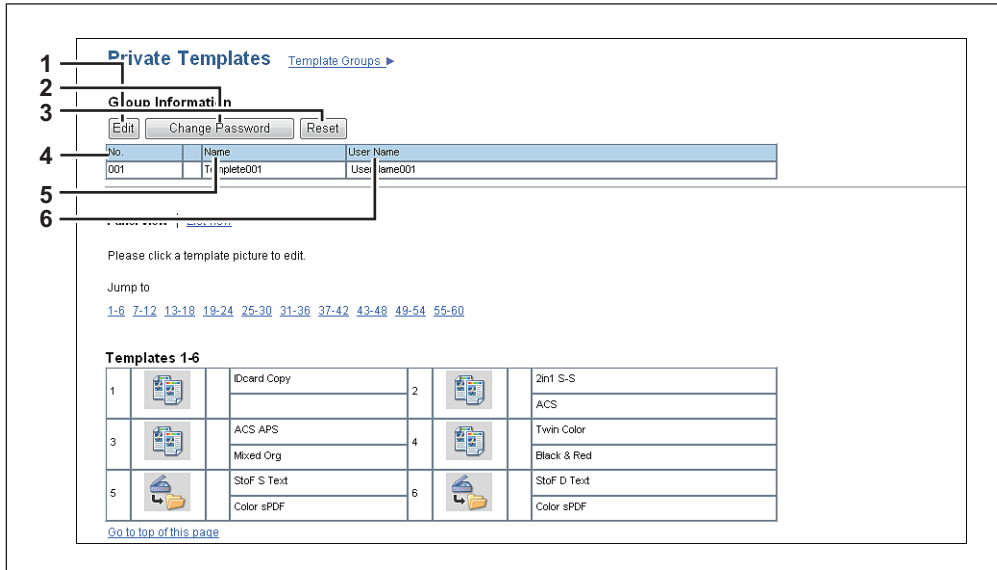 Private Templates Template Groups ▶
1
2
Group Information
3
Edit Change Password Reset
4
No. Name User Name
001 Templete001 UserName001
5
6
Panel View | List
Please click a template picture to edit.
Jump to
1-6 7-12 13-18 19-24 25-30 31-36 37-42 43-48 49-54 55-60
Templates 1-6
1 IDcard Copy 2 2in1 S-S
ACS
3 ACS APS 4 Twin Color
Mixed Org Black & Red
5 StoF S Text 6 StoF D Text
Color sPDF Color sPDF
Go to top of this page